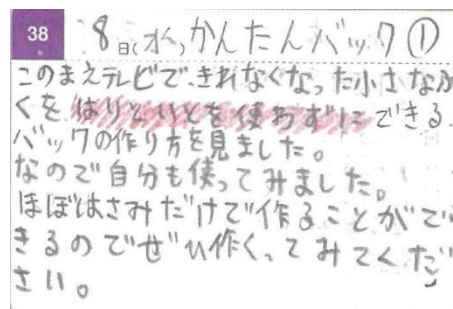 38
8日(水)かんたんバック①
このまえテレビで、きれなくなった小さなふ
くをはりといとを使わずにできる
バックの作り方を見ました。
なので自分も使ってみました。
ほぼはさみだけで作ることがで
きるのでぜひ作くってみてくだ
さい。